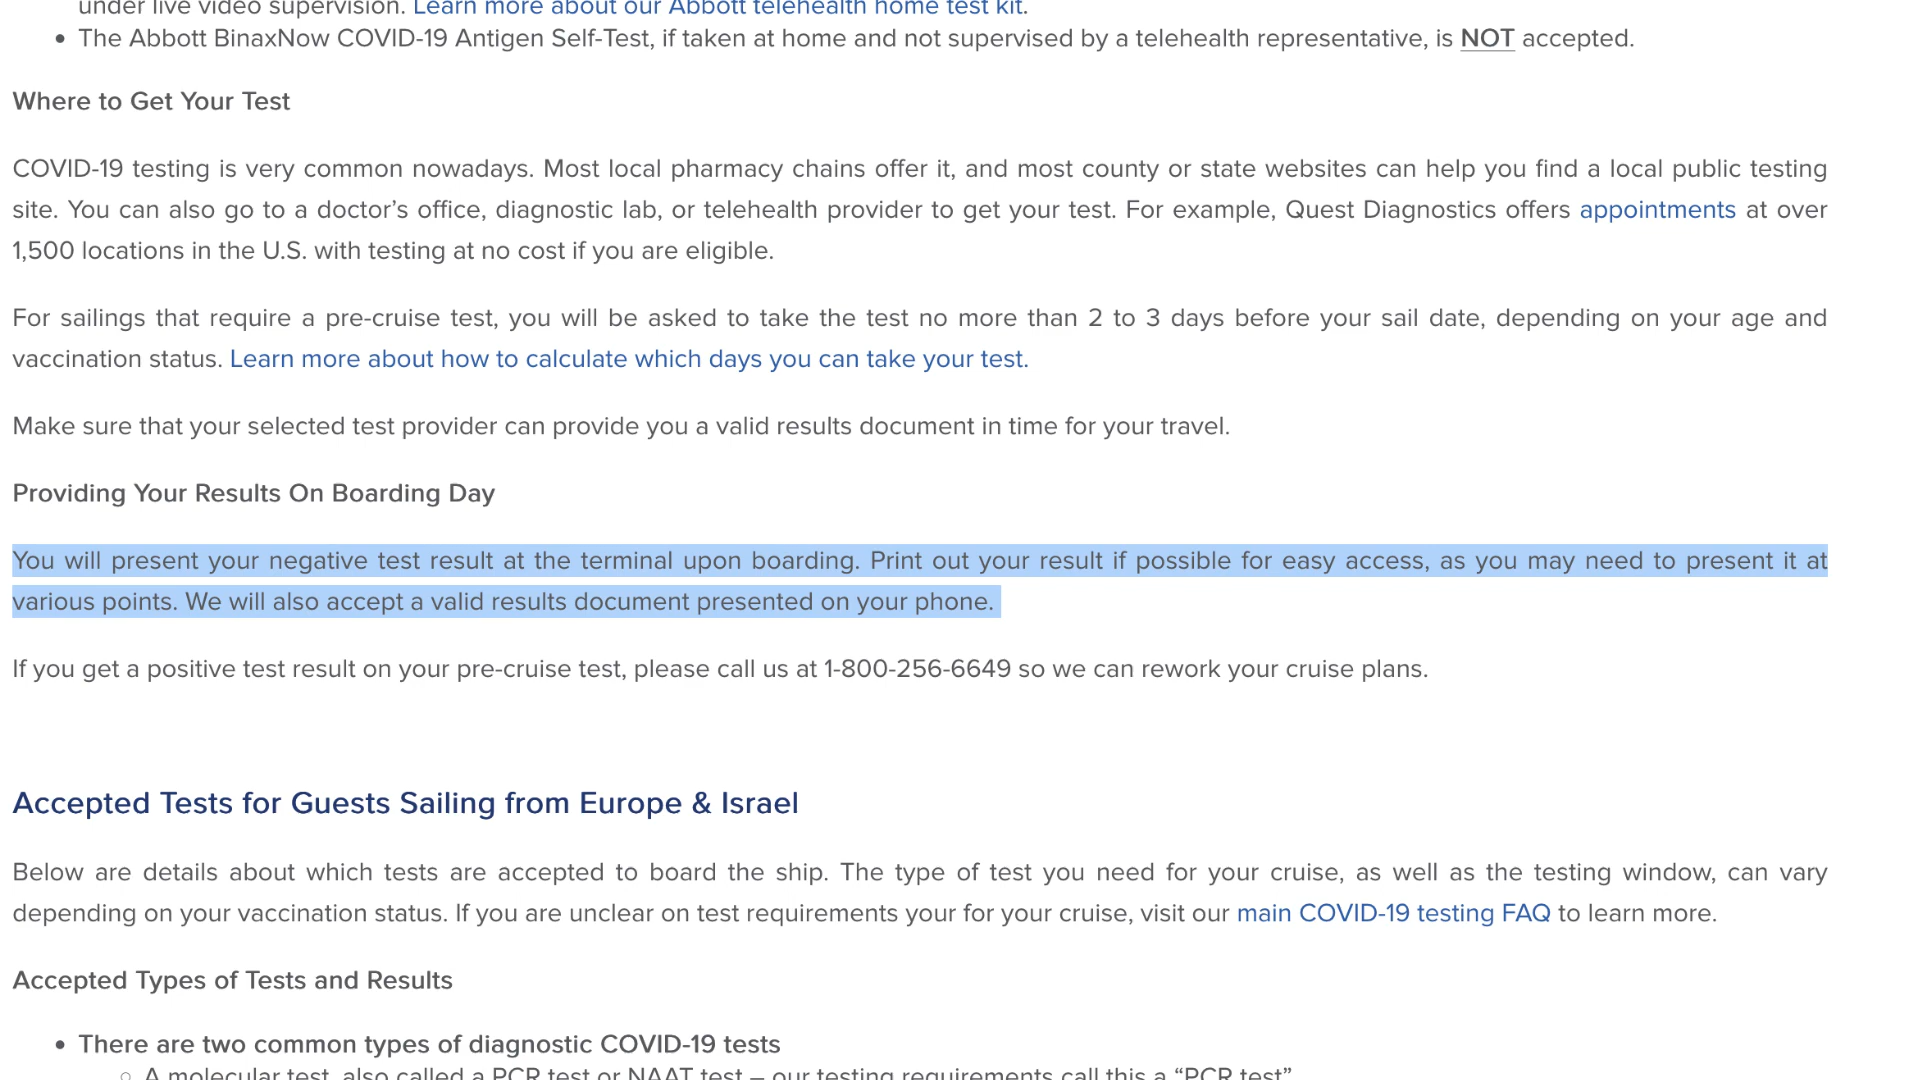 under live video supervision. Learn more about our Abbott telehealth home test kit.
• The Abbott BinaxNow COVID-19 Antigen Self-Test, if taken at home and not supervised by a telehealth representative, is NOT accepted.
Where to Get Your Test
COVID-19 testing is very common nowadays. Most local pharmacy chains offer it, and most county or state websites can help you find a local public testing
site. You can also go to a doctor’s office, diagnostic lab, or telehealth provider to get your test. For example, Quest Diagnostics offers appointments at over
1,500 locations in the U.S. with testing at no cost if you are eligible.
For sailings that require a pre-cruise test, you will be asked to take the test no more than 2 to 3 days before your sail date, depending on your age and
vaccination status. Learn more about how to calculate which days you can take your test.
Make sure that your selected test provider can provide you a valid results document in time for your travel.
Providing Your Results On Boarding Day
You will present your negative test result at the terminal upon boarding. Print out your result if possible for easy access, as you may need to present it at
various points. We will also accept a valid results document presented on your phone.
If you get a positive test result on your pre-cruise test, please call us at 1-800-256-6649 so we can rework your cruise plans.
Accepted Tests for Guests Sailing from Europe & Israel
Below are details about which tests are accepted to board the ship. The type of test you need for your cruise, as well as the testing window, can vary
depending on your vaccination status. If you are unclear on test requirements your for your cruise, visit our main COVID-19 testing FAQ to learn more.
Accepted Types of Tests and Results
• There are two common types of diagnostic COVID-19 tests
○ A molecular test, also called a PCR test or NAAT test – our testing requirements call this a “PCR test”